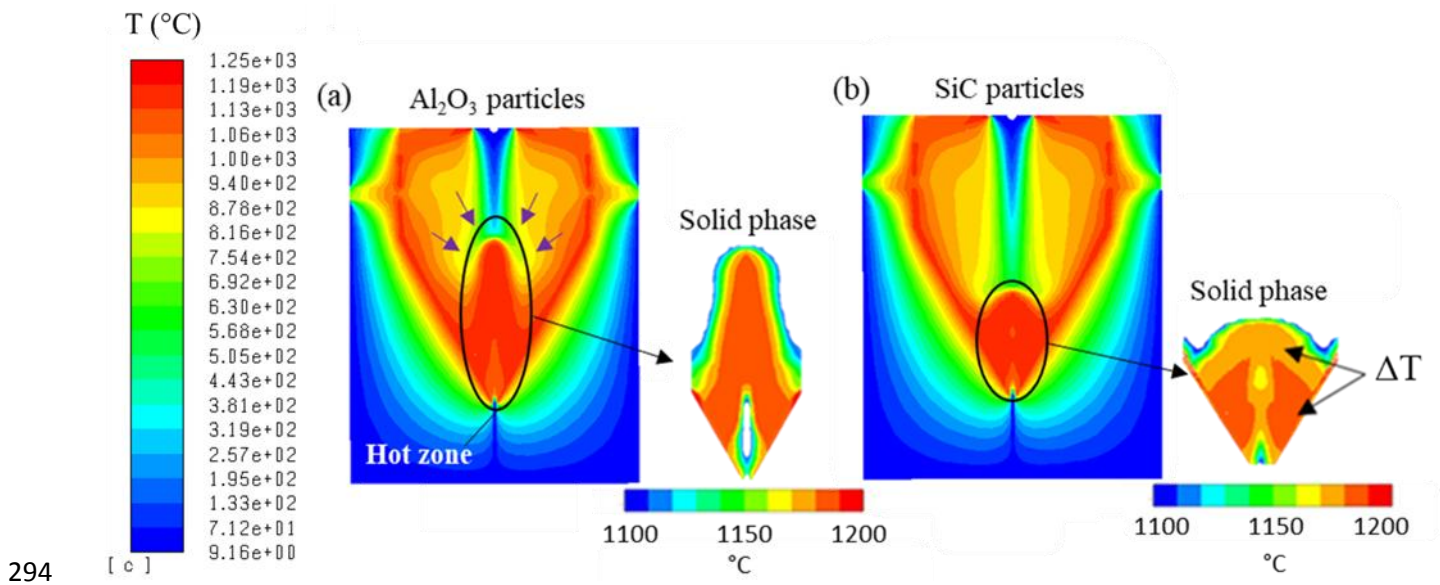 T (°C)
1.25e+03
1.19e+03
1.13e+03
1.06e+03
1.00e+03
9.40e+02
8.78e+02
8.16e+02
7.54e+02
6.92e+02
6.30e+02
5.68e+02
5.05e+02
4.43e+02
3.81e+02
3.19e+02
2.57e+02
1.95e+02
1.33e+02
7.12e+01
9.16e+00
[ c ]
294
(a)
Al₂O₃ particles
Hot zone
Solid phase
1100 1150 1200
°C
(b)
SiC particles
Solid phase
ΔT
1100 1150 1200
°C